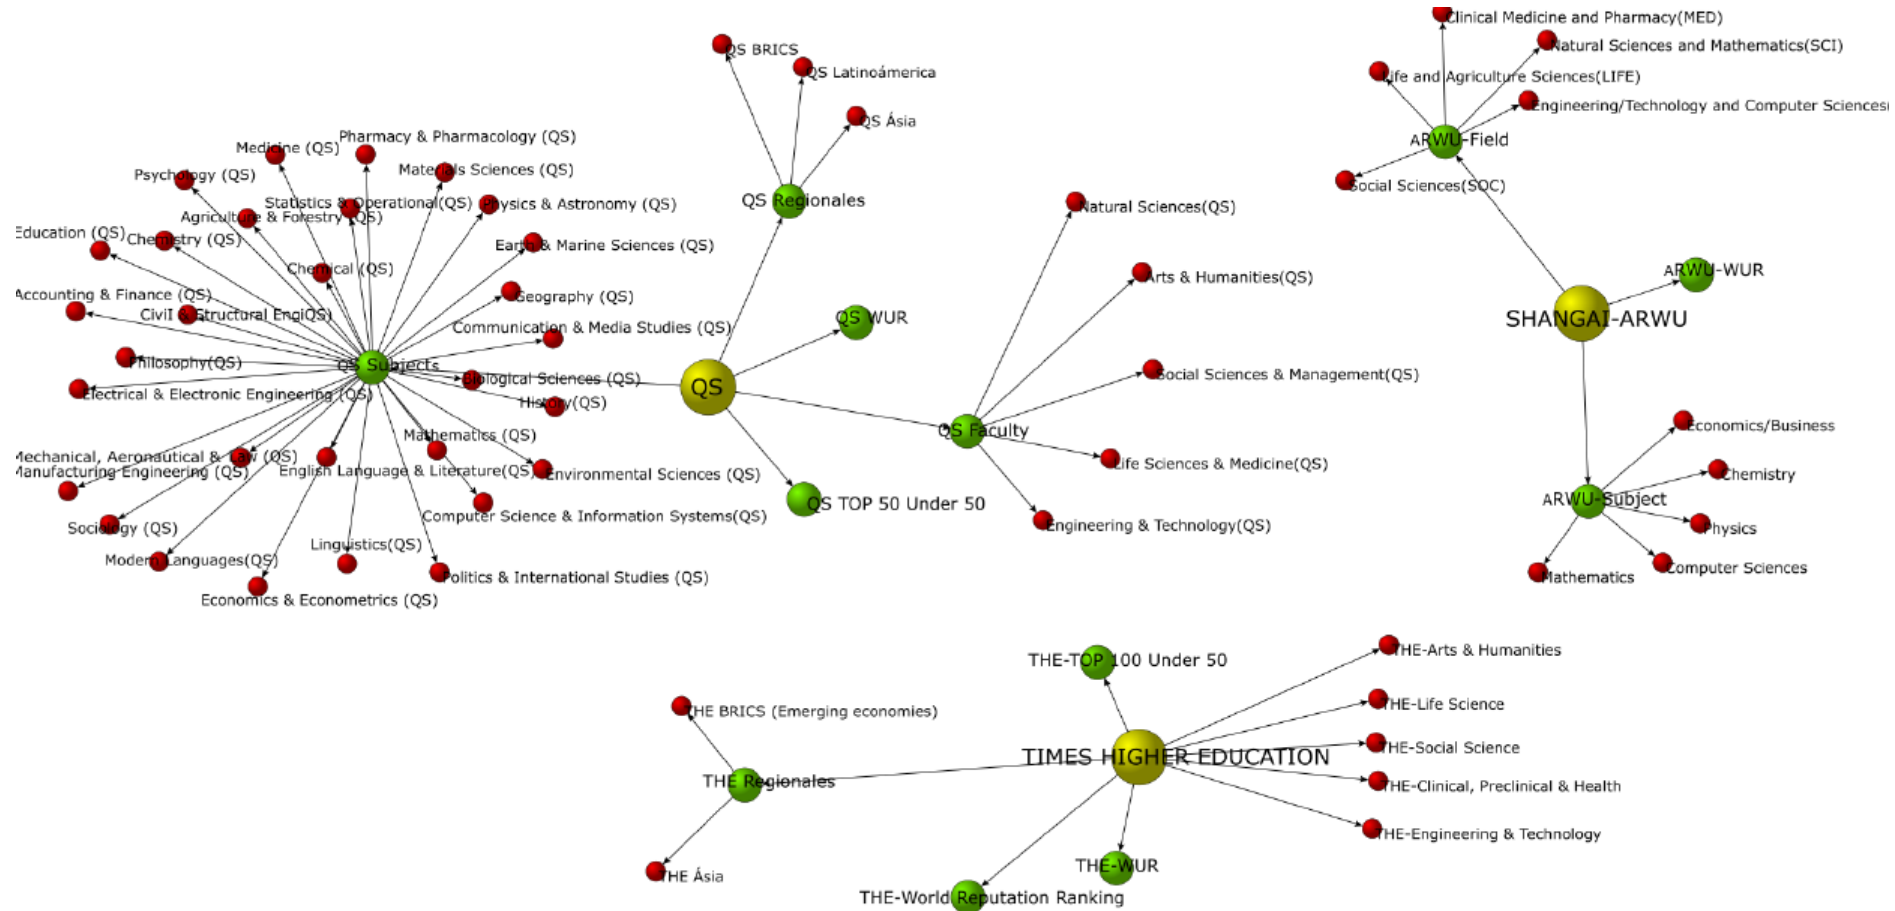 Clinical Medicine and Pharmacy(MED)
Natural Sciences and Mathematics(SCI)
Life and Agriculture Sciences(LIFE)
Engineering/Technology and Computer Sciences(
ARWU-Field
Social Sciences(SOC)
ARWU-WUR
SHANGAI-ARWU
Economics/Business
Chemistry
ARWU-Subject
Physics
Computer Sciences
Mathematics
QS BRICS
QS Latinoámerica
QS Ásia
QS Regionales
QS WUR
QS
QS TOP 50 Under 50
Natural Sciences(QS)
Arts & Humanities(QS)
Social Sciences & Management(QS)
QS Faculty
Life Sciences & Medicine(QS)
Engineering & Technology(QS)
Pharmacy & Pharmacology (QS)
Medicine (QS)
Materials Sciences (QS)
Psychology (QS)
Statistics & Operational(QS)
Physics & Astronomy (QS)
Agriculture & Forestry (QS)
Education (QS)
Chemistry (QS)
Earth & Marine Sciences (QS)
Chemical (QS)
Accounting & Finance (QS)
Geography (QS)
Civil & Structural EngiQS)
Communication & Media Studies (QS)
Philosophy(QS)
QS Subjects
Biological Sciences (QS)
Electrical & Electronic Engineering (QS)
History(QS)
Mathematics (QS)
Mechanical, Aeronautical &
Manufacturing Engineering (QS)
Law (QS)
English Language & Literature(QS)
Environmental Sciences (QS)
Computer Science & Information Systems(QS)
Sociology (QS)
Linguistics(QS)
Modern Languages(QS)
Politics & International Studies (QS)
Economics & Econometrics (QS)
THE-TOP 100 Under 50
THE-Arts & Humanities
THE-Life Science
THE BRICS (Emerging economies)
THE-Social Science
TIMES HIGHER EDUCATION
THE Regionales
THE-Clinical, Preclinical & Health
THE-Engineering & Technology
THE-WUR
THE Ásia
THE-World Reputation Ranking